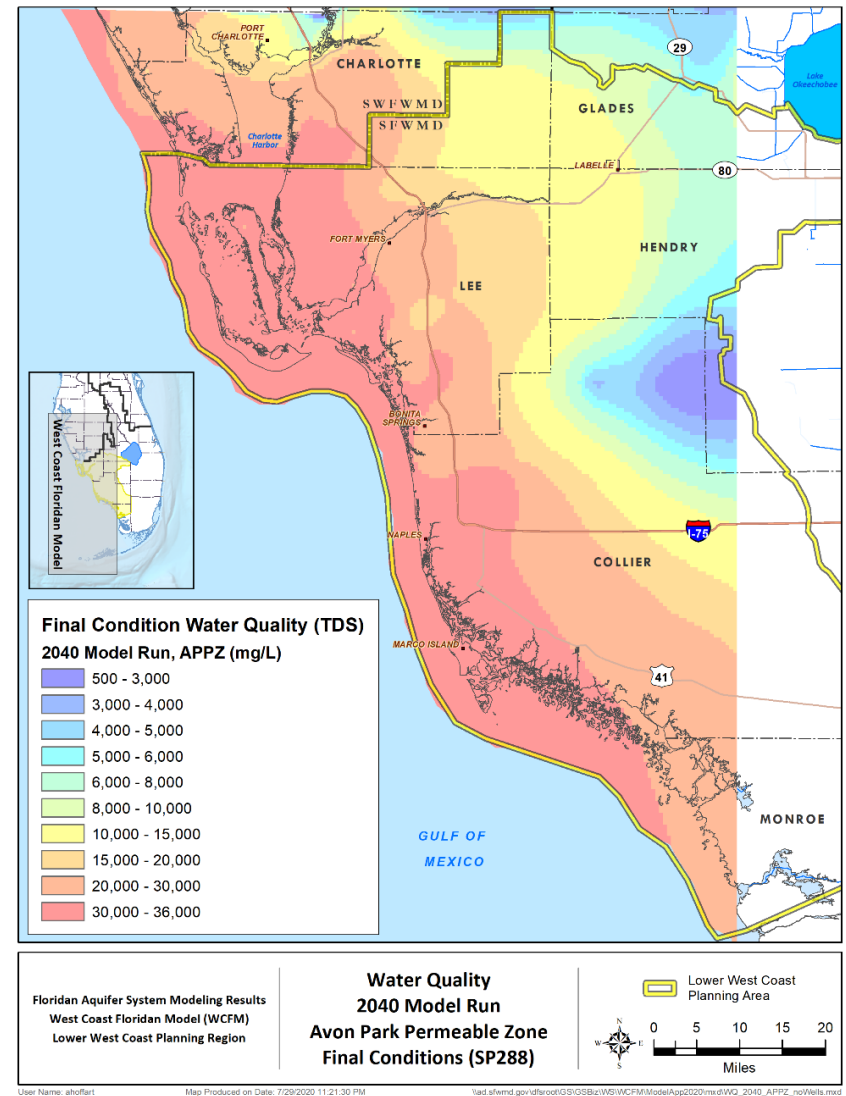 PORT
CHARLOTTE
CHARLOTTE
29
Lake
Okeechobee
SWFWMD
SFWMD
GLADES
Charlotte
Harbor
LABELLE
80
FORT MYERS
HENDRY
LEE
BONITA
SPRINGS
West Coast Floridan Model
NAPLES
I-75
COLLIER
MARCO ISLAND
41
GULF OF
MEXICO
MONROE
Final Condition Water Quality (TDS)
2040 Model Run, APPZ (mg/L)
500 - 3,000
3,000 - 4,000
4,000 - 5,000
5,000 - 6,000
6,000 - 8,000
8,000 - 10,000
10,000 - 15,000
15,000 - 20,000
20,000 - 30,000
30,000 - 36,000
Floridan Aquifer System Modeling Results
West Coast Floridan Model (WCFM)
Lower West Coast Planning Region
Water Quality
2040 Model Run
Avon Park Permeable Zone
Final Conditions (SP288)
Lower West Coast
Planning Area
N
W E
S
0 5 10 15 20
Miles
User Name: ahoffart
Map Produced on Date: 7/29/2020 11:21:30 PM
\\ad.sfwmd.gov\dfsroot\GS\GSBiz\WS\WCFM\ModelApp2020\mxd\WQ_2040_APPZ_noWells.mxd